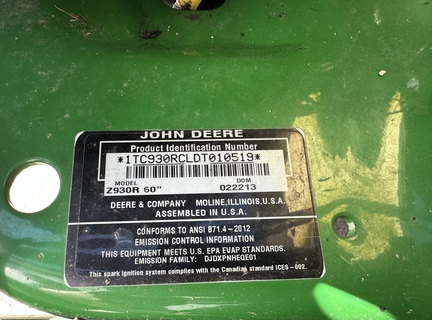 JOHN DEERE
Product Identification Number
*1TC930RCLDT010519*
MODEL DOM
Z930R 60" 022213
DEERE & COMPANY MOLINE, ILLINOIS, U.S.A.
ASSEMBLED IN U.S.A.
CONFORMS TO ANSI B71.4-2012
EMISSION CONTROL INFORMATION
THIS EQUIPMENT MEETS U.S. EPA EVAP STANDARDS.
EMISSION FAMILY: DJDXPNHEQE01
This spark ignition system complies with the Canadian standard ICES-002.